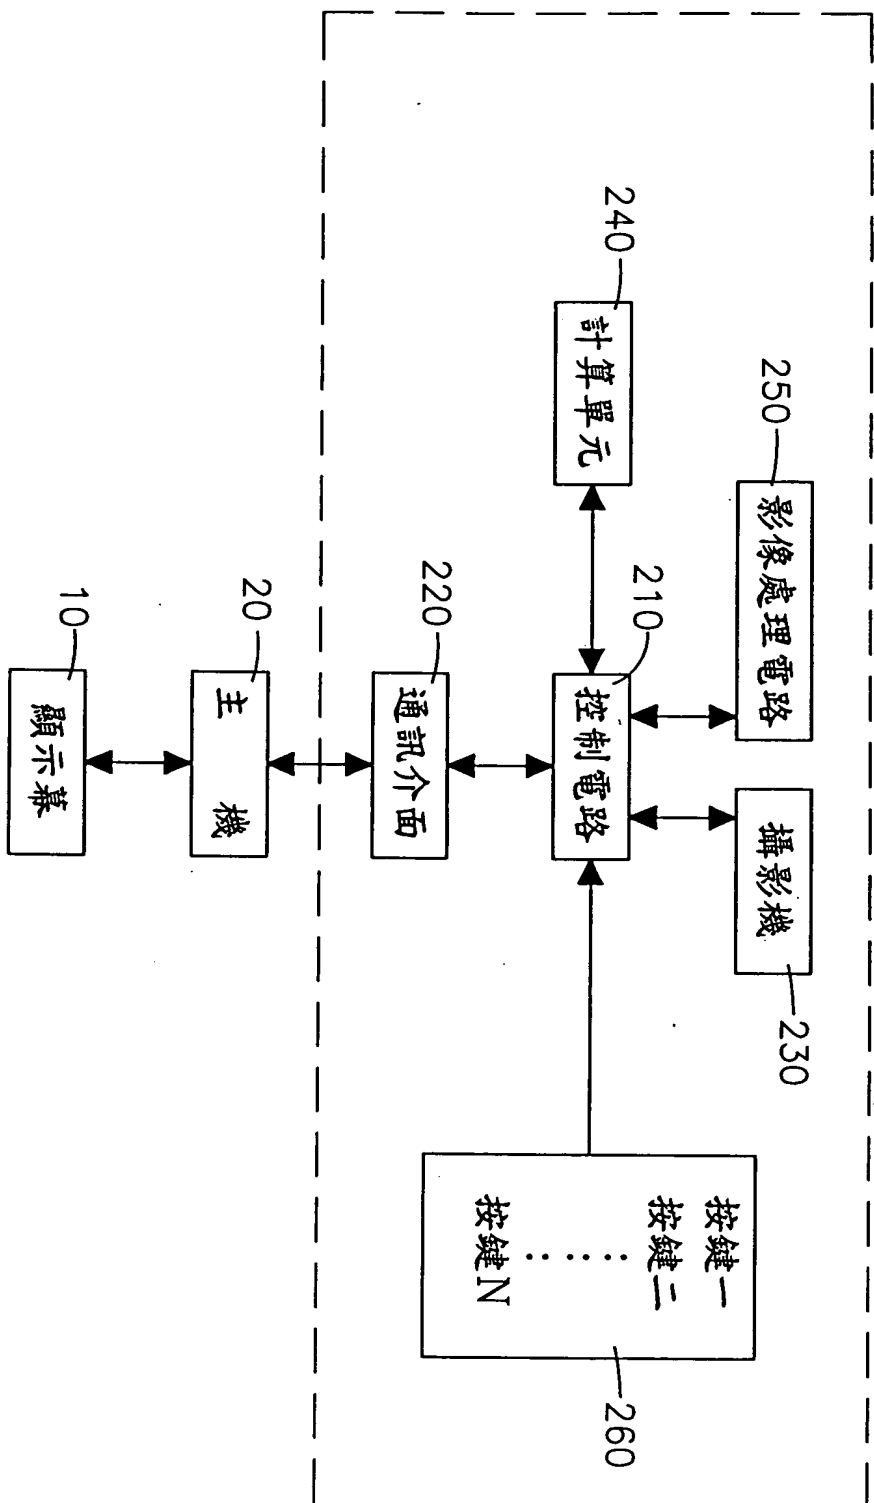 250
影像處理電路
攝影機
230
240
計算單元
210
控制電路
按鍵一
按鍵二
⋯⋯
按鍵N
260
220
通訊介面
20
主機
10
顯示幕